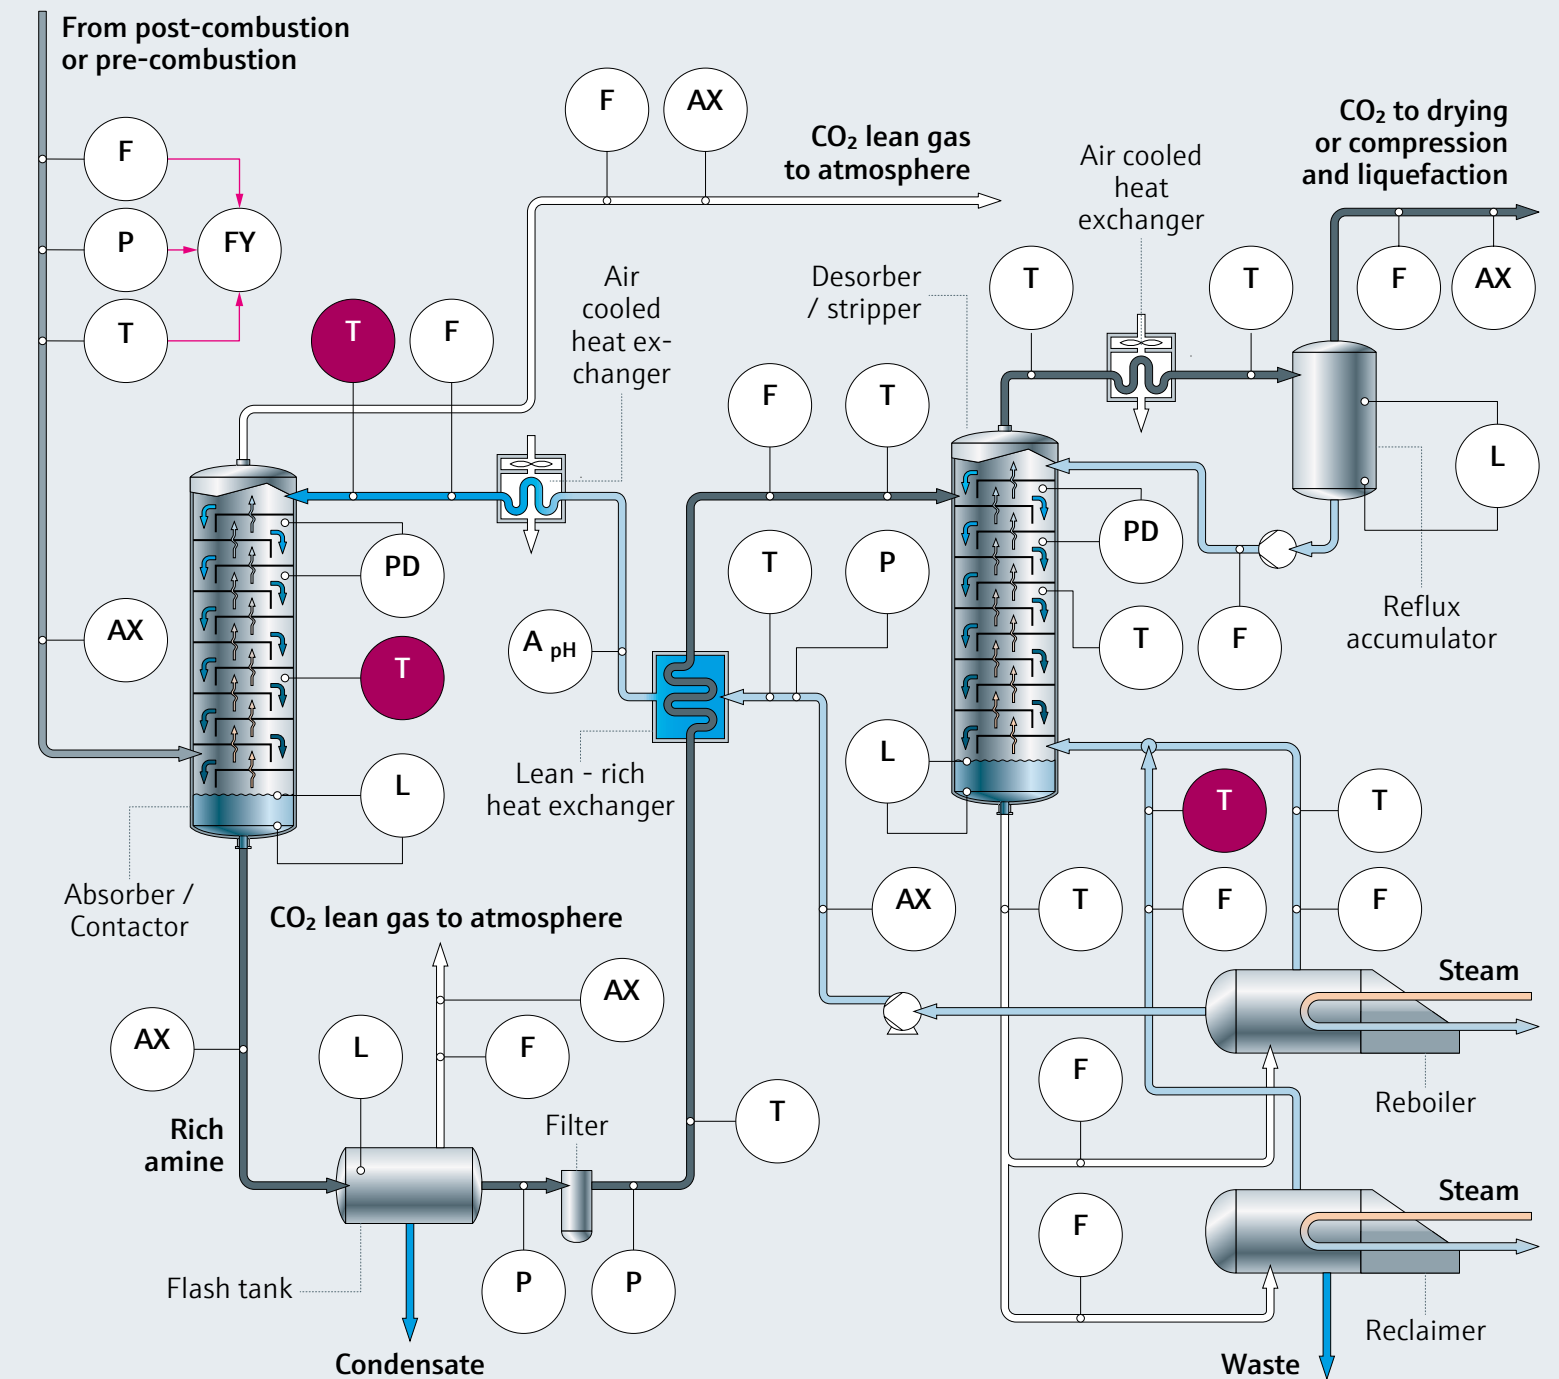 From post-combustion
or pre-combustion
F
P
T
FY
AX
F
AX
CO₂ lean gas
to atmosphere
CO₂ to drying
or compression
and liquefaction
Air cooled
heat
exchanger
T
T
F
AX
Desorber
/ stripper
Air
cooled
heat ex-
changer
T
F
F
T
PD
T
L
A pH
T
P
PD
T
F
L
Reflux
accumulator
L
Lean - rich
heat exchanger
Absorber /
Contactor
CO₂ lean gas to atmosphere
AX
T
T
T
F
F
AX
AX
L
F
Steam
F
Reboiler
Rich
amine
Filter
T
Steam
F
P
P
Flash tank
Reclaimer
Condensate
Waste